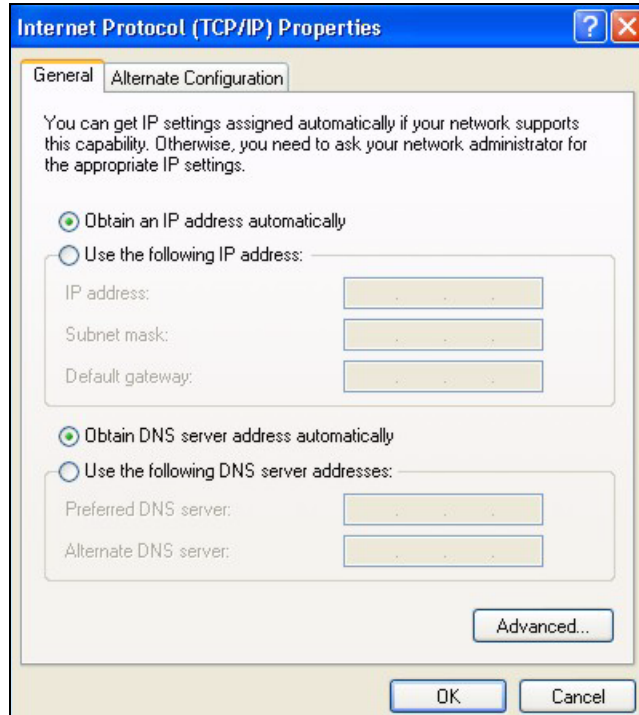 Internet Protocol (TCP/IP) Properties
General
Alternate Configuration
You can get IP settings assigned automatically if your network supports
this capability. Otherwise, you need to ask your network administrator for
the appropriate IP settings.
Obtain an IP address automatically
Use the following IP address:
IP address:
Subnet mask:
Default gateway:
Obtain DNS server address automatically
Use the following DNS server addresses:
Preferred DNS server:
Alternate DNS server:
Advanced...
OK
Cancel